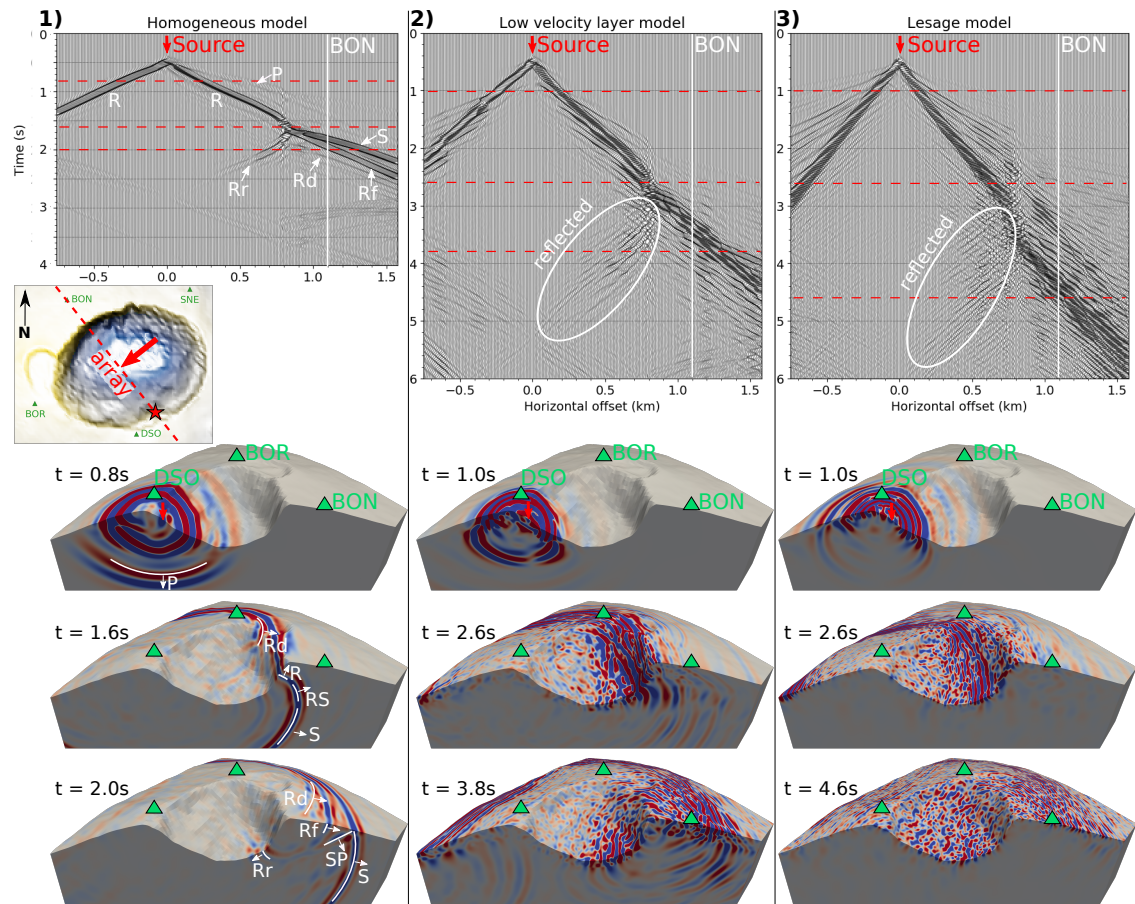 1)
Homogeneous model
0
Source
BON
P
R
R
1
S
Time (s)
2
Rr
Rd
Rf
3
4
−0.5
0.0
0.5
1.0
1.5
2)
Low velocity layer model
0
Source
BON
1
2
3
reflected
4
5
6
−0.5
0.0
0.5
1.0
1.5
Horizontal offset (km)
3)
Lesage model
0
Source
BON
1
2
3
reflected
4
5
6
−0.5
0.0
0.5
1.0
1.5
Horizontal offset (km)
N
BON
SNE
array
BOR
DSO
t = 0.8s
BOR
DSO
BON
P
t = 1.6s
Rd
R
RS
S
t = 2.0s
Rd
Rf
SP
Rr
S
t = 1.0s
BOR
DSO
BON
t = 2.6s
t = 3.8s
t = 1.0s
BOR
DSO
BON
t = 2.6s
t = 4.6s